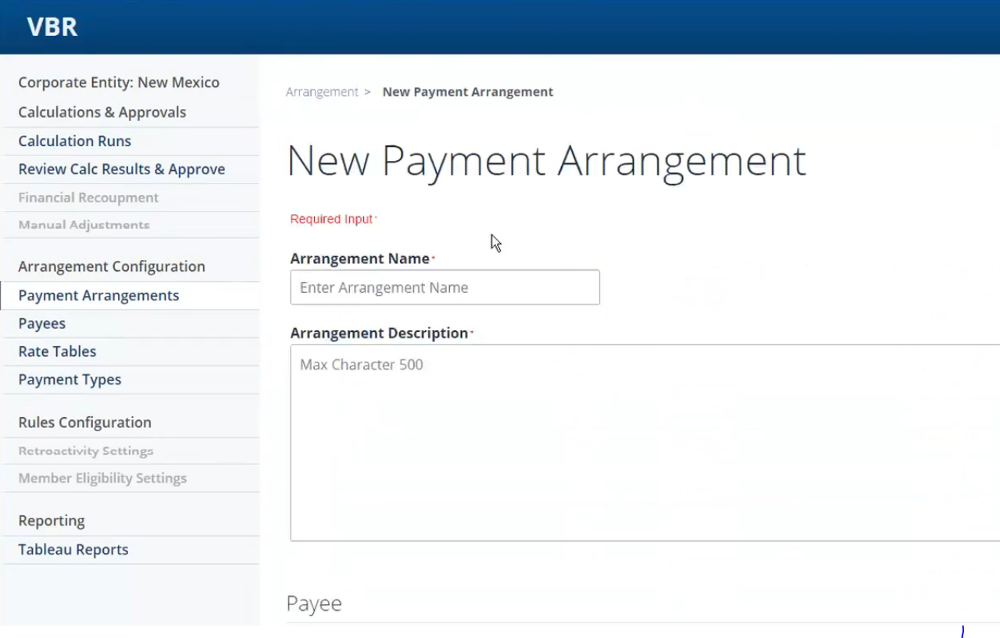 VBR
Corporate Entity: New Mexico
Calculations & Approvals
Calculation Runs
Review Calc Results & Approve
Financial Recoupment
Manual Adjustments
Arrangement Configuration
Payment Arrangements
Payees
Rate Tables
Payment Types
Rules Configuration
Retroactivity Settings
Member Eligibility Settings
Reporting
Tableau Reports
Arrangement > New Payment Arrangement
New Payment Arrangement
Required Input*
Arrangement Name*
Enter Arrangement Name
Arrangement Description*
Max Character 500
Payee